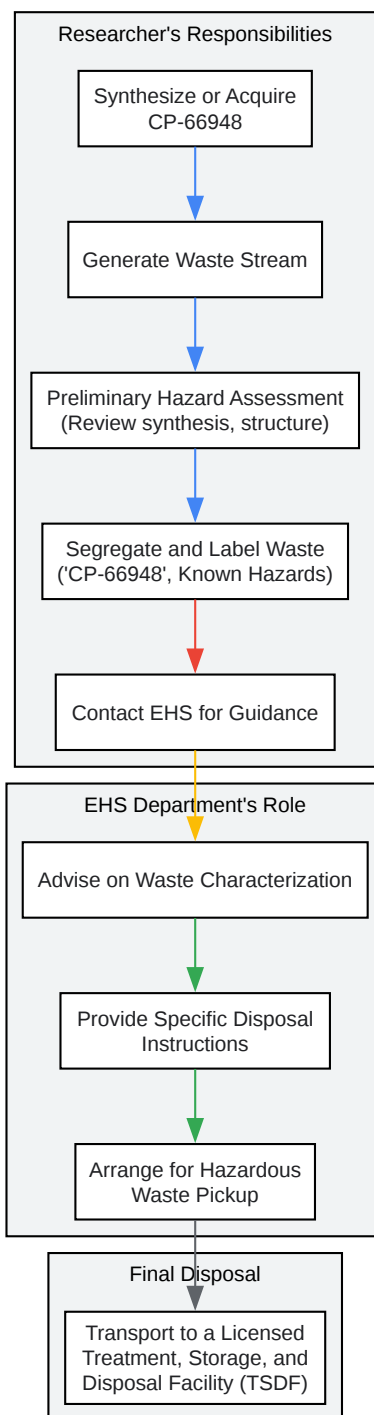 Researcher's Responsibilities
Synthesize or Acquire
CP-66948
Generate Waste Stream
Preliminary Hazard Assessment
(Review synthesis, structure)
Segregate and Label Waste
('CP-66948', Known Hazards)
Contact EHS for Guidance
EHS Department's Role
Advise on Waste Characterization
Provide Specific Disposal
Instructions
Arrange for Hazardous
Waste Pickup
Final Disposal
Transport to a Licensed
Treatment, Storage, and
Disposal Facility (TSDF)